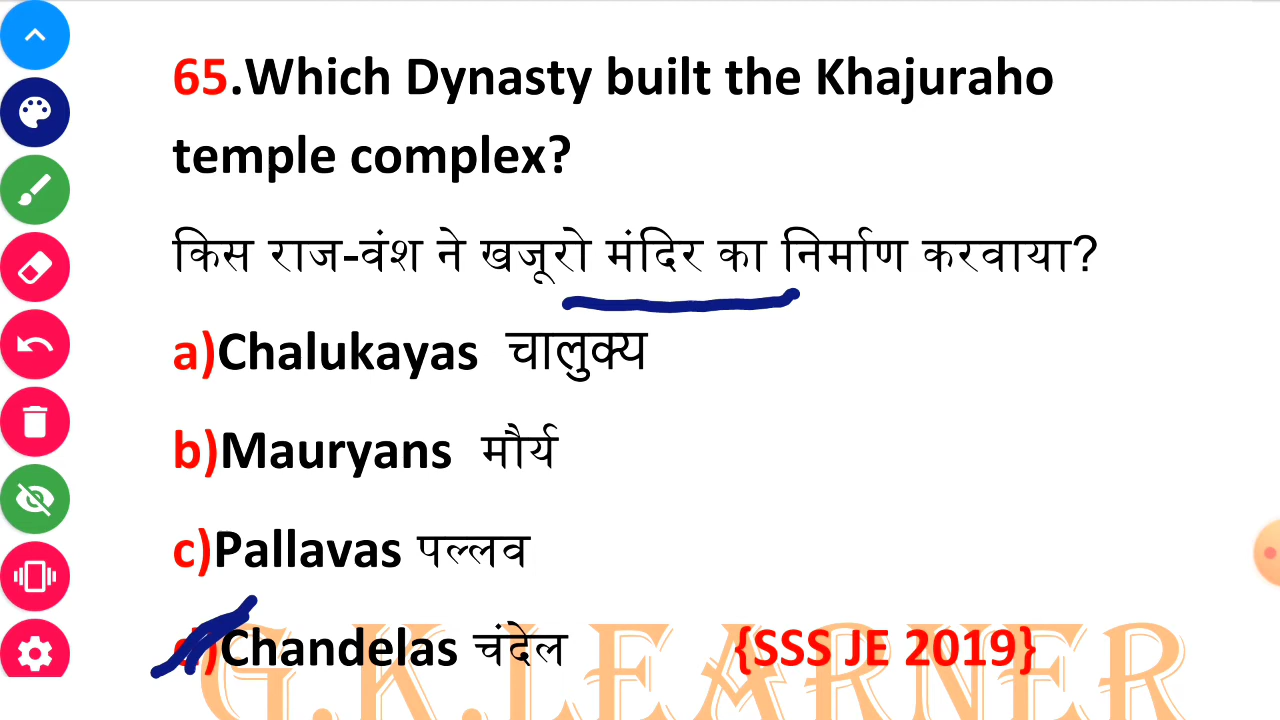 65.Which Dynasty built the Khajuraho
temple complex?
किस राज-वंश ने खजूरो मंदिर का निर्माण करवाया?
a)Chalukayas चालुक्य
b)Mauryans मौर्य
c)Pallavas पल्लव
d)Chandelas चंदेल {SSS JE 2019}
G.K.LEARNER